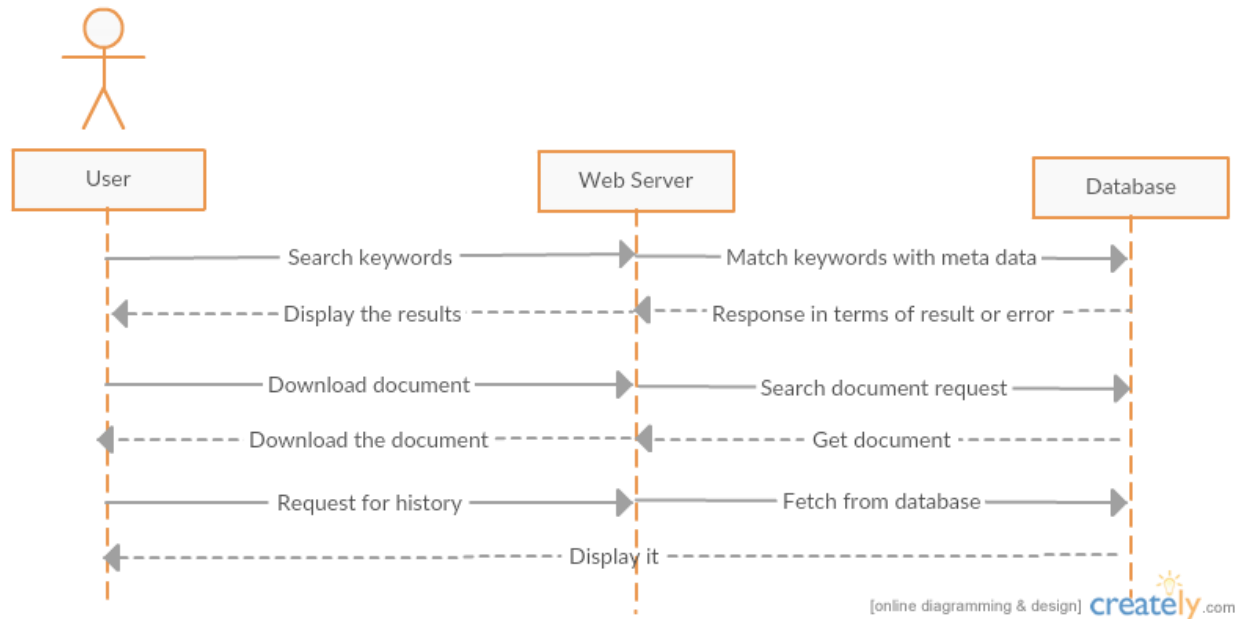 User
Web Server
Database
Search keywords
Match keywords with meta data
Display the results
Response in terms of result or error
Download document
Search document request
Download the document
Get document
Request for history
Fetch from database
Display it
[online diagramming & design] creately.com